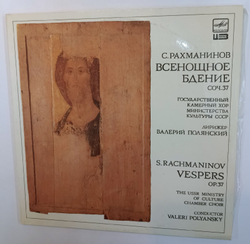 С. РАХМАНИНОВ
ВСЕНОЩНОЕ
БДЕНИЕ
СОЧ. 37
ГОСУДАРСТВЕННЫЙ
КАМЕРНЫЙ ХОР
МИНИСТЕРСТВА
КУЛЬТУРЫ СССР
ДИРИЖЕР
ВАЛЕРИЙ ПОЛЯНСКИЙ
S. RACHMANINOV
VESPERS
OP. 37
THE USSR MINISTRY
OF CULTURE
CHAMBER CHOIR
CONDUCTOR
VALERI POLYANSKY